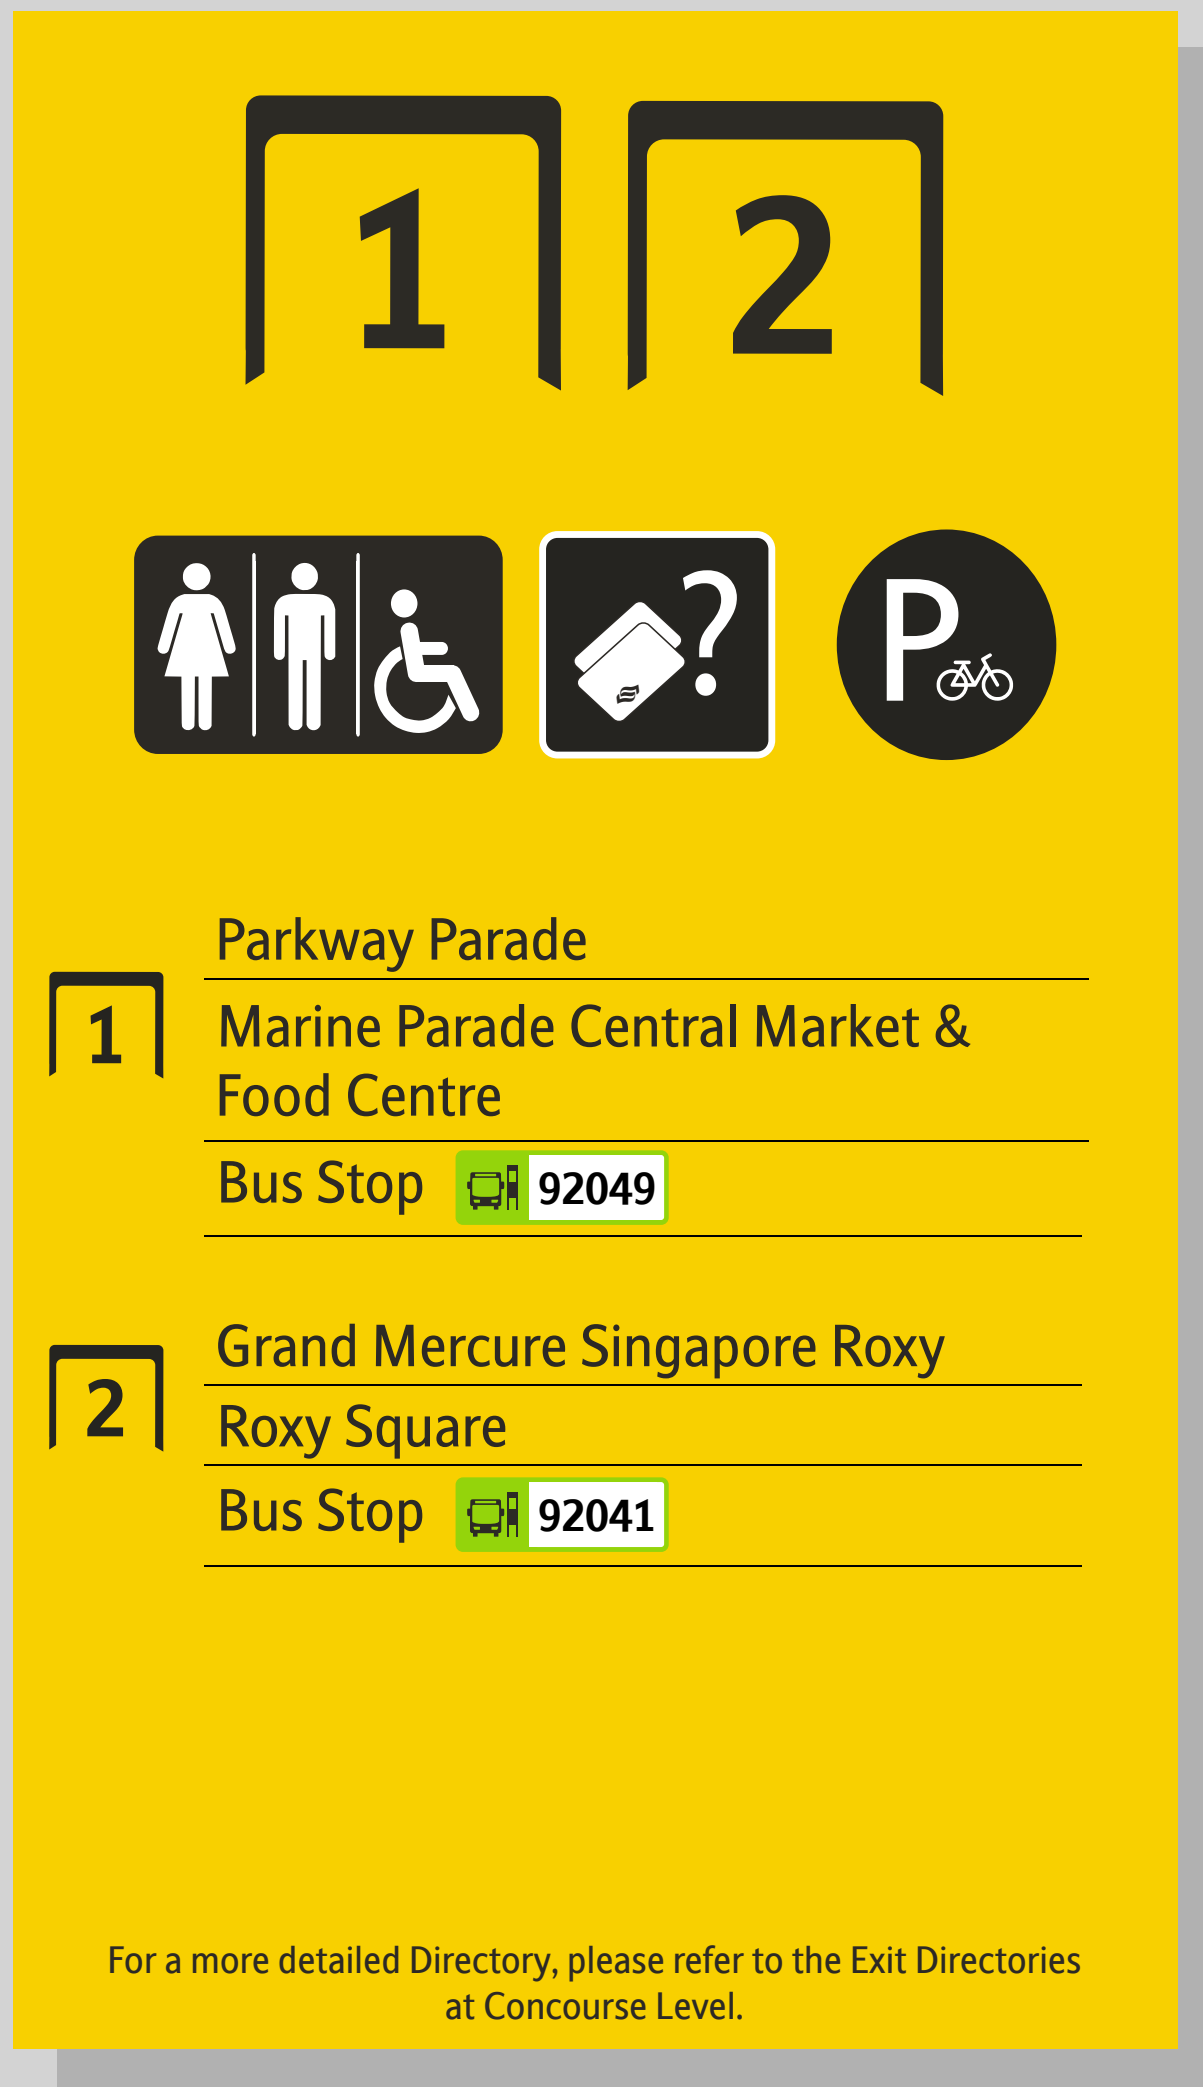 1 2
?
P
Parkway Parade
1
Marine Parade Central Market &
Food Centre
Bus Stop 92049
Grand Mercure Singapore Roxy
2
Roxy Square
Bus Stop 92041
For a more detailed Directory, please refer to the Exit Directories
at Concourse Level.